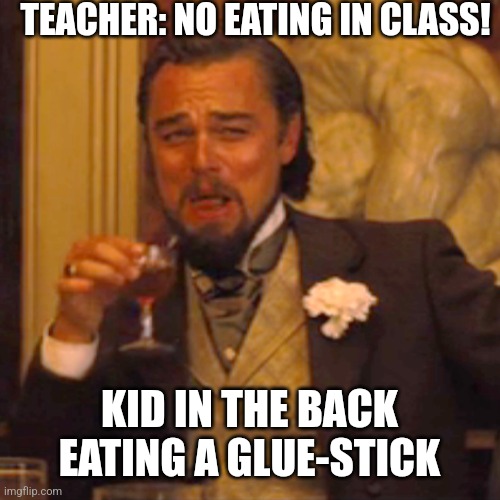 TEACHER: NO EATING IN CLASS!
KID IN THE BACK
EATING A GLUE-STICK
imgflip.com